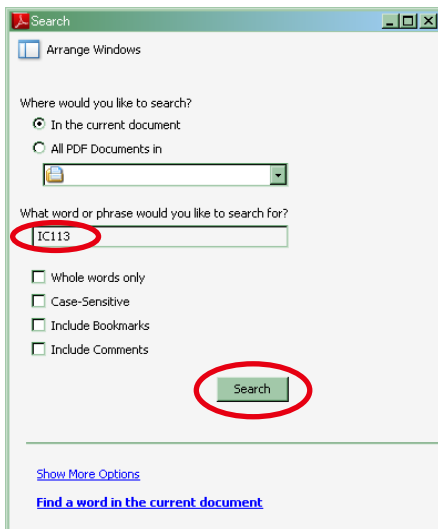 Search
Arrange Windows
Where would you like to search?
In the current document
All PDF Documents in
What word or phrase would you like to search for?
IC113
Whole words only
Case-Sensitive
Include Bookmarks
Include Comments
Search
Show More Options
Find a word in the current document